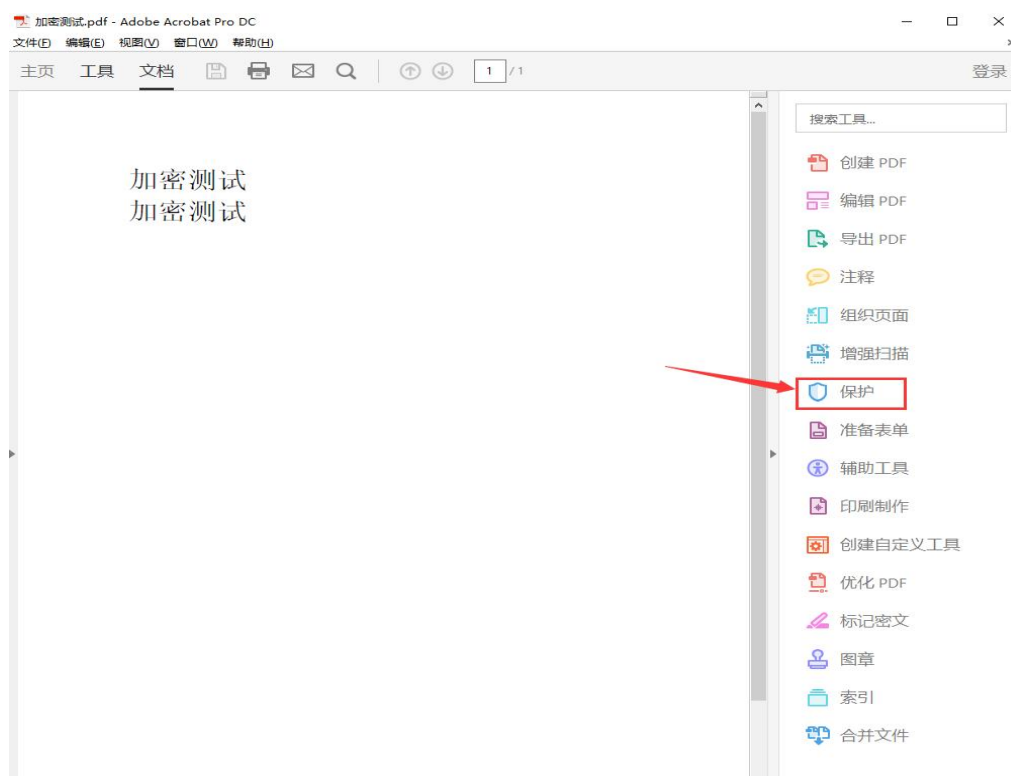 加密测试.pdf - Adobe Acrobat Pro DC
文件(F) 编辑(E) 视图(V) 窗口(W) 帮助(H)
主页 工具 文档 1 / 1 登录
加密测试
加密测试
搜索工具...
创建 PDF
编辑 PDF
导出 PDF
注释
组织页面
增强扫描
保护
准备表单
辅助工具
印刷制作
创建自定义工具
优化 PDF
标记密文
图章
索引
合并文件